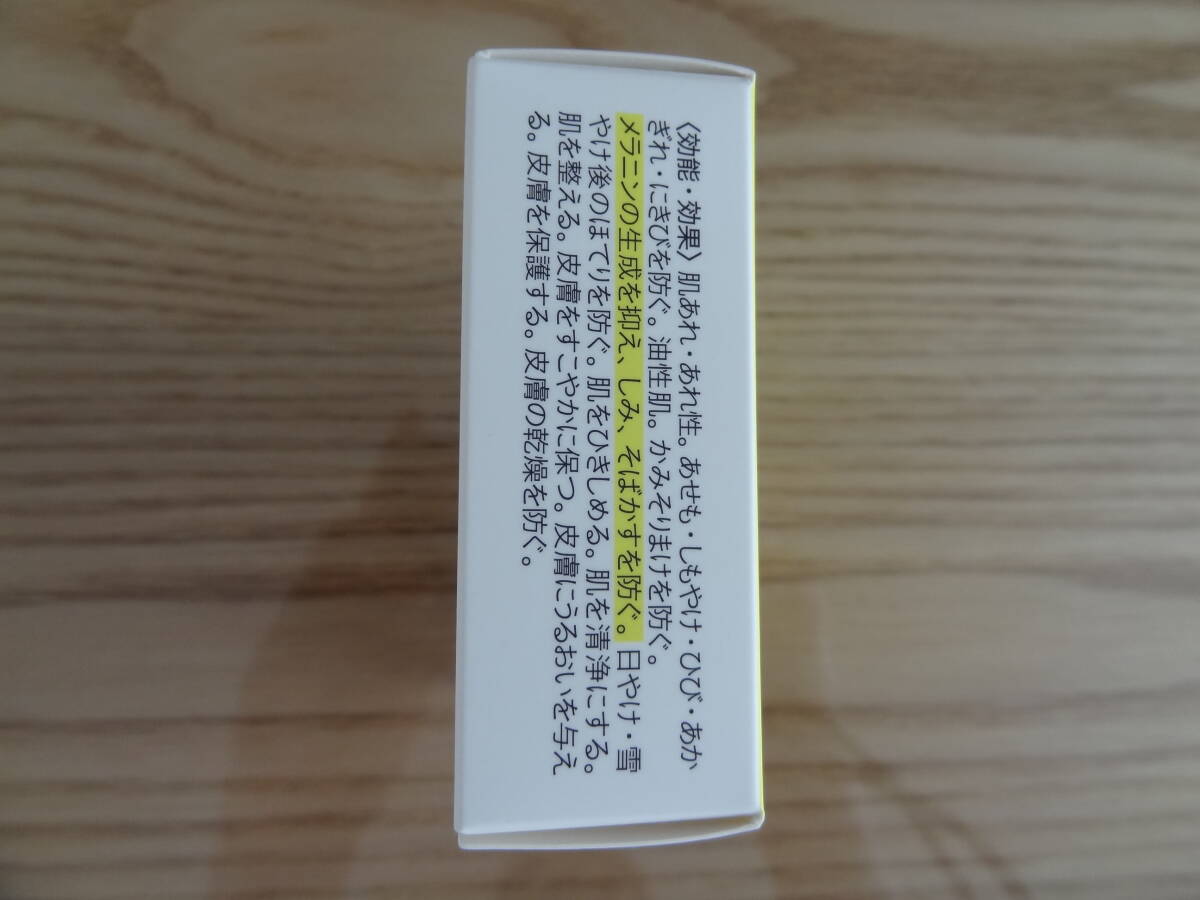 〈効能・効果〉肌あれ・あれ性。あせも・しもやけ・ひび・あか
ぎれ・にきびを防ぐ。油性肌。かみそりまけを防ぐ。
メラニンの生成を抑え、しみ、そばかすを防ぐ。日やけ・雪
やけ後のほてりを防ぐ。肌をひきしめる。肌を清浄にする。
肌を整える。皮膚をすこやかに保つ。皮膚にうるおいを与え
る。皮膚を保護する。皮膚の乾燥を防ぐ。